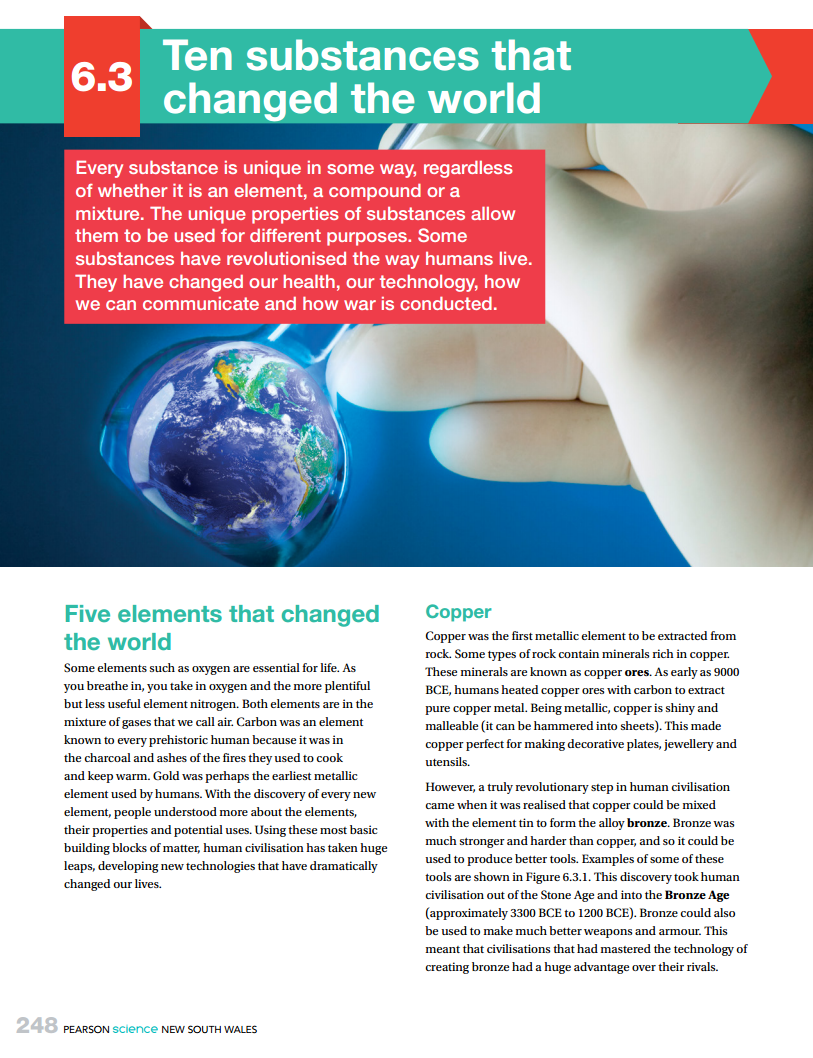 6.3
Ten substances that
changed the world
Every substance is unique in some way, regardless
of whether it is an element, a compound or a
mixture. The unique properties of substances allow
them to be used for different purposes. Some
substances have revolutionised the way humans live.
They have changed our health, our technology, how
we can communicate and how war is conducted.
Five elements that changed
the world
Some elements such as oxygen are essential for life. As
you breathe in, you take in oxygen and the more plentiful
but less useful element nitrogen. Both elements are in the
mixture of gases that we call air. Carbon was an element
known to every prehistoric human because it was in
the charcoal and ashes of the fires they used to cook
and keep warm. Gold was perhaps the earliest metallic
element used by humans. With the discovery of every new
element, people understood more about the elements,
their properties and potential uses. Using these most basic
building blocks of matter, human civilisation has taken huge
leaps, developing new technologies that have dramatically
changed our lives.
Copper
Copper was the first metallic element to be extracted from
rock. Some types of rock contain minerals rich in copper.
These minerals are known as copper ores. As early as 9000
BCE, humans heated copper ores with carbon to extract
pure copper metal. Being metallic, copper is shiny and
malleable (it can be hammered into sheets). This made
copper perfect for making decorative plates, jewellery and
utensils.
However, a truly revolutionary step in human civilisation
came when it was realised that copper could be mixed
with the element tin to form the alloy bronze. Bronze was
much stronger and harder than copper, and so it could be
used to produce better tools. Examples of some of these
tools are shown in Figure 6.3.1. This discovery took human
civilisation out of the Stone Age and into the Bronze Age
(approximately 3300 BCE to 1200 BCE). Bronze could also
be used to make much better weapons and armour. This
meant that civilisations that had mastered the technology of
creating bronze had a huge advantage over their rivals.
248 PEARSON science NEW SOUTH WALES